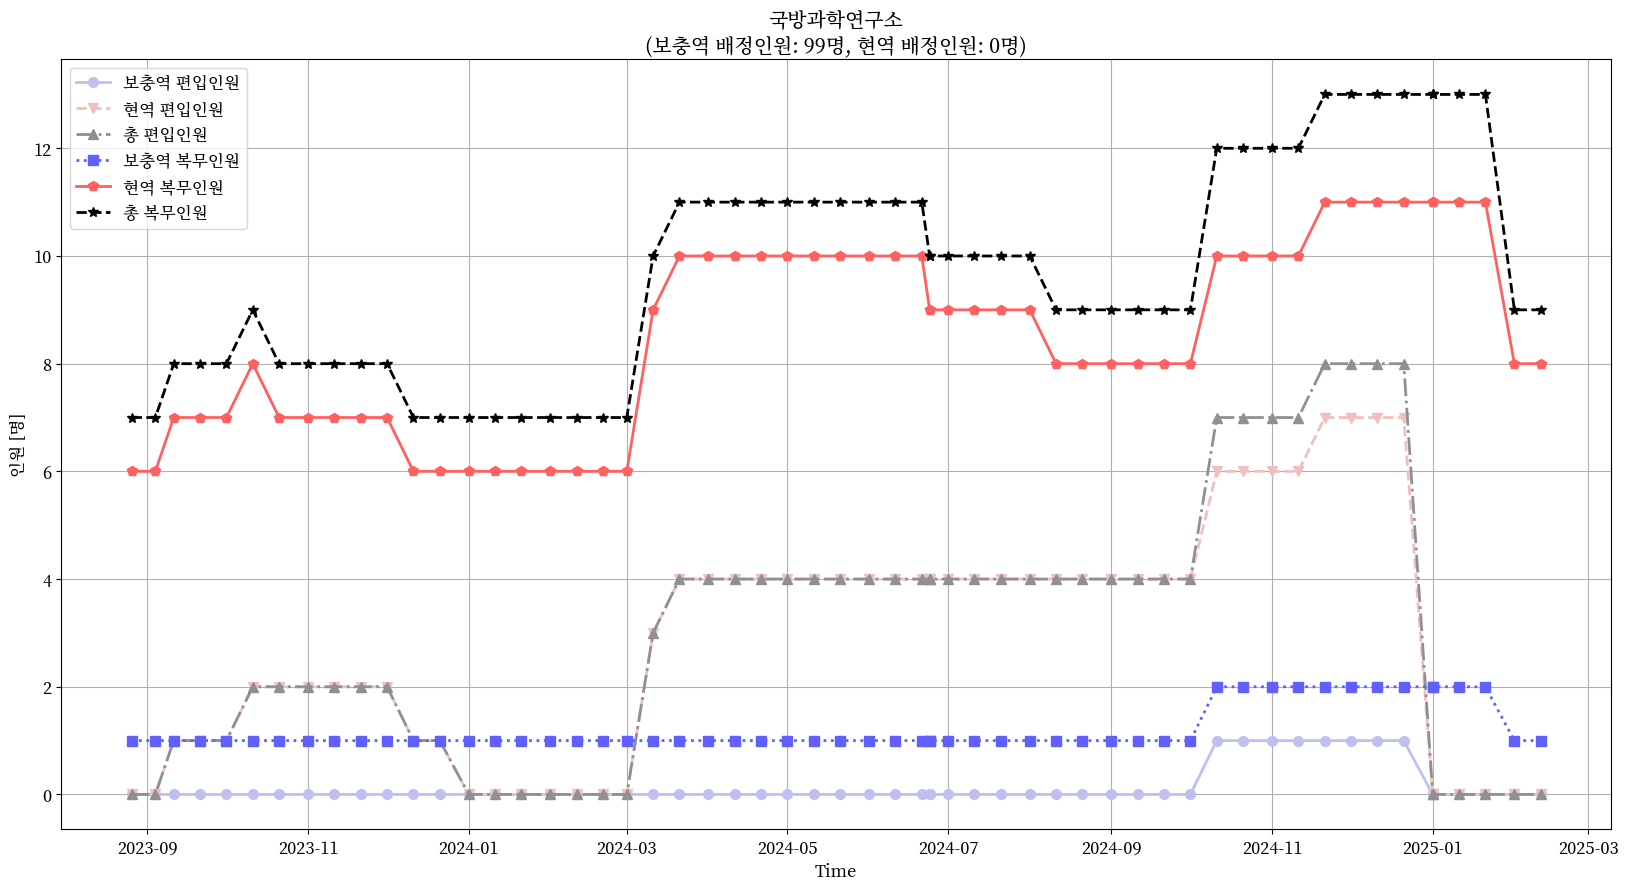 국방과학연구소
(보충역 배정인원: 99명, 현역 배정인원: 0명)
보충역 편입인원
현역 편입인원
총 편입인원
보충역 복무인원
현역 복무인원
총 복무인원
인원 [명]
12
10
8
6
4
2
0
2023-09
2023-11
2024-01
2024-03
2024-05
2024-07
2024-09
2024-11
2025-01
2025-03
Time